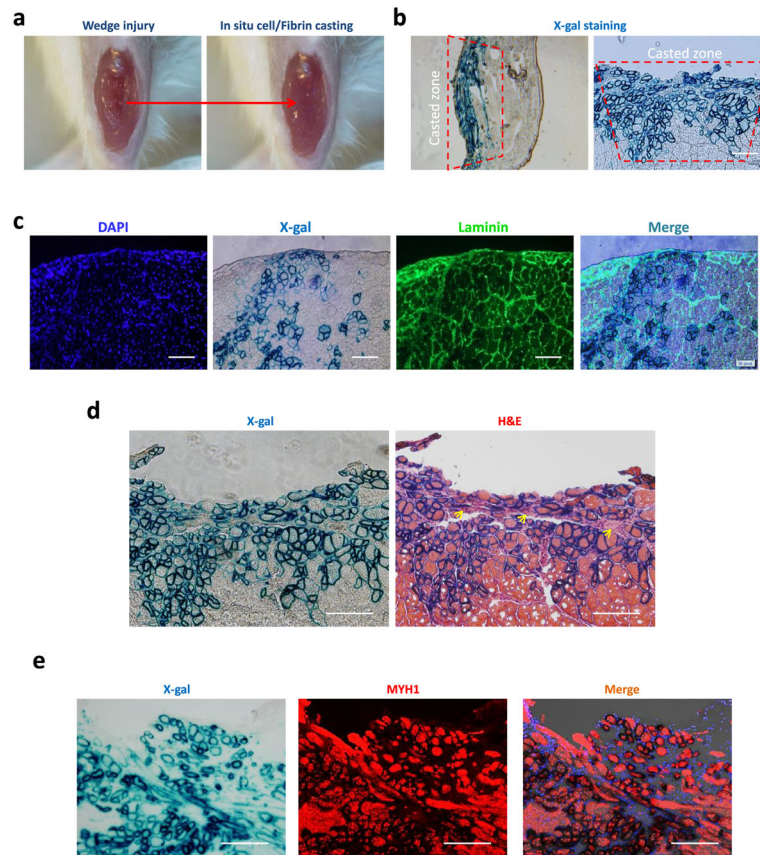 a
Wedge injury
In situ cell/Fibrin casting
b
X-gal staining
Casted zone
Casted zone
c
DAPI
X-gal
Laminin
Merge
d
X-gal
H&E
e
X-gal
MYH1
Merge